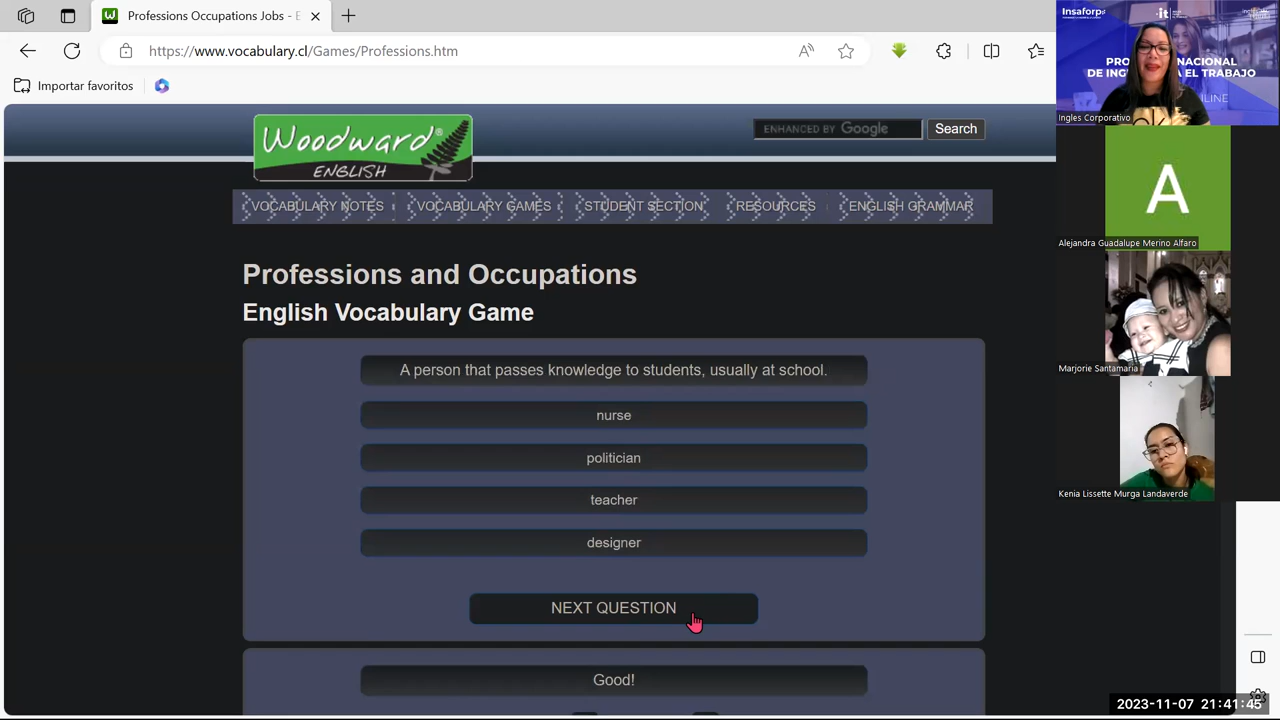 Professions Occupations Jobs - E
https://www.vocabulary.cl/Games/Professions.htm
Importar favoritos
Woodward®
ENGLISH
ENHANCED BY Google
Search
VOCABULARY NOTES
VOCABULARY GAMES
STUDENT SECTION
RESOURCES
ENGLISH GRAMMAR
Professions and Occupations
English Vocabulary Game
A person that passes knowledge to students, usually at school.
nurse
politician
teacher
designer
NEXT QUESTION
Good!
Insaforp
Ingles Corporativo
A
Alejandra Guadalupe Merino Alfaro
Marjorie Santamaria
Kenia Lissette Murga Landaverde
2023-11-07 21:41:45